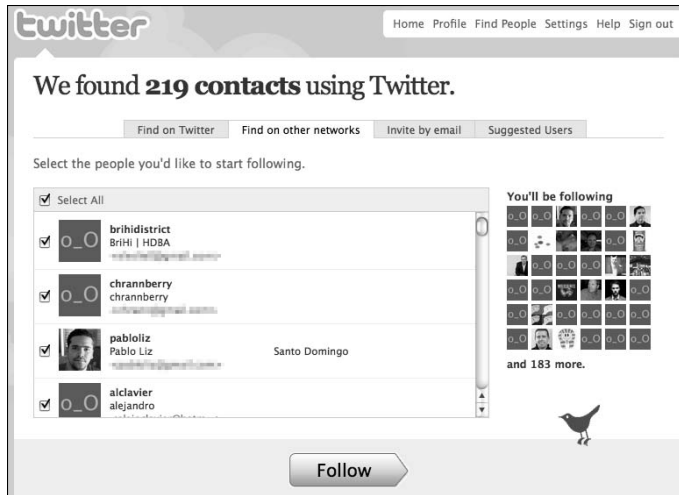 twitter
Home Profile Find People Settings Help Sign out
We found 219 contacts using Twitter.
Find on Twitter Find on other networks Invite by email Suggested Users
Select the people you'd like to start following.
Select All
brihidistrict
BriHi | HDBA
chrannberry
chrannberry
pabloliz
Pablo Liz Santo Domingo
alclavier
alejandro
You'll be following
o_O
and 183 more.
Follow